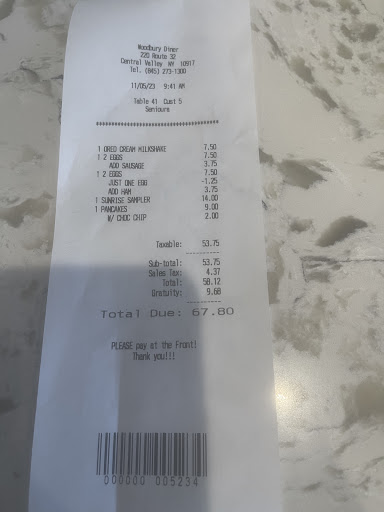 Woodbury Diner
220 Route 32
Central Valley NY 10917
Tel. (845) 273-1300
11/05/23 9:41 AM
Table 41 Cust 5
**************************************
1 OREO CREAM MILKSHAKE 7.50
1 2 EGGS 7.50
ADD SAUSAGE 3.75
1 2 EGGS 7.50
JUST ONE EGG -1.25
ADD HAM 3.75
1 SUNRISE SAMPLER 14.00
1 PANCAKES 9.00
W/ CHOC CHIP 2.00
Taxable: 53.75
----------
Sub-total: 53.75
Sales Tax: 4.37
Total: 58.12
Gratuity: 9.68
----------
Total Due: 67.80
PLEASE pay at the Front!
Thank you!!!
000000 005234